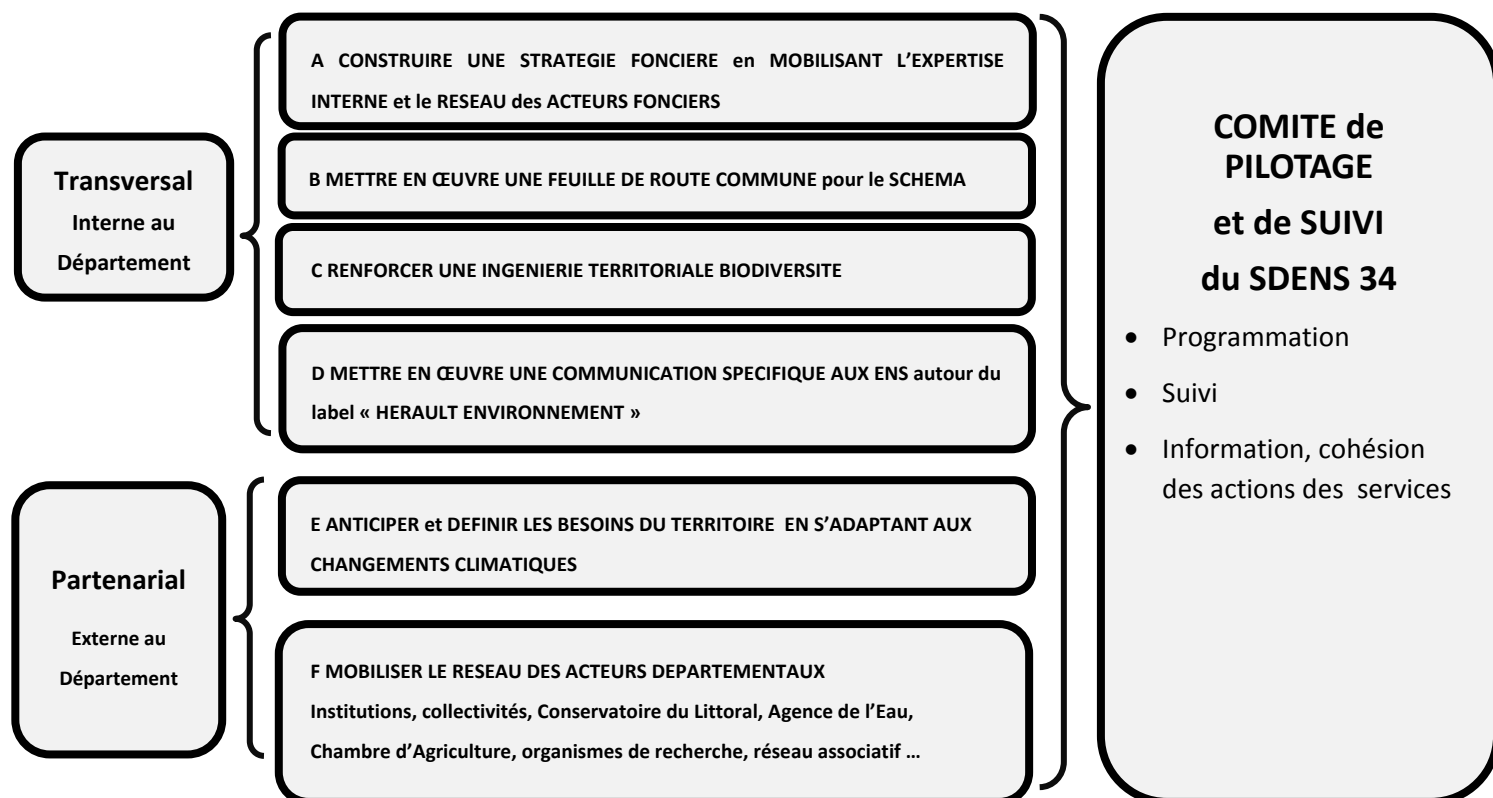 Transversal
Interne au
Département
A CONSTRUIRE UNE STRATEGIE FONCIERE en MOBILISANT L'EXPERTISE
INTERNE et le RESEAU des ACTEURS FONCIERS
B METTRE EN ŒUVRE UNE FEUILLE DE ROUTE COMMUNE pour le SCHEMA
C RENFORCER UNE INGENIERIE TERRITORIALE BIODIVERSITE
D METTRE EN ŒUVRE UNE COMMUNICATION SPECIFIQUE AUX ENS autour du
label « HERAULT ENVIRONNEMENT »
Partenarial
Externe au
Département
E ANTICIPER et DEFINIR LES BESOINS DU TERRITOIRE EN S'ADAPTANT AUX
CHANGEMENTS CLIMATIQUES
F MOBILISER LE RESEAU DES ACTEURS DEPARTEMENTAUX
Institutions, collectivités, Conservatoire du Littoral, Agence de l'Eau,
Chambre d'Agriculture, organismes de recherche, réseau associatif ...
COMITE de
PILOTAGE
et de SUIVI
du SDENS 34
• Programmation
• Suivi
• Information, cohésion
des actions des services